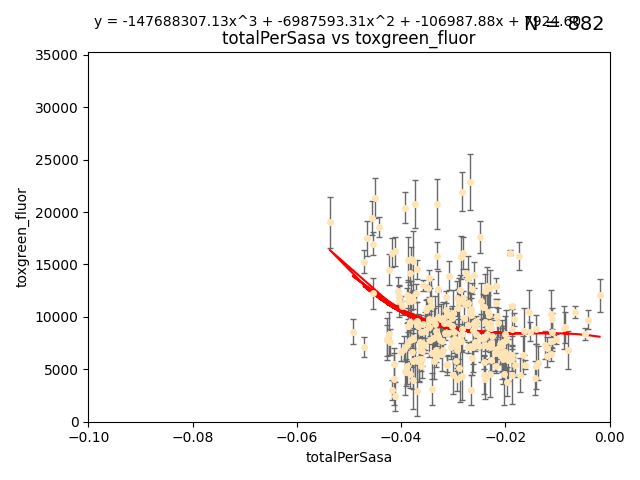 y = -147688307.13x^3 + -6987593.31x^2 + -106987.88x + 7924.60
N = 882
totalPerSasa vs toxgreen_fluor
35000
30000
25000
20000
15000
10000
5000
0
toxgreen_fluor
−0.10
−0.08
−0.06
−0.04
−0.02
0.00
totalPerSasa